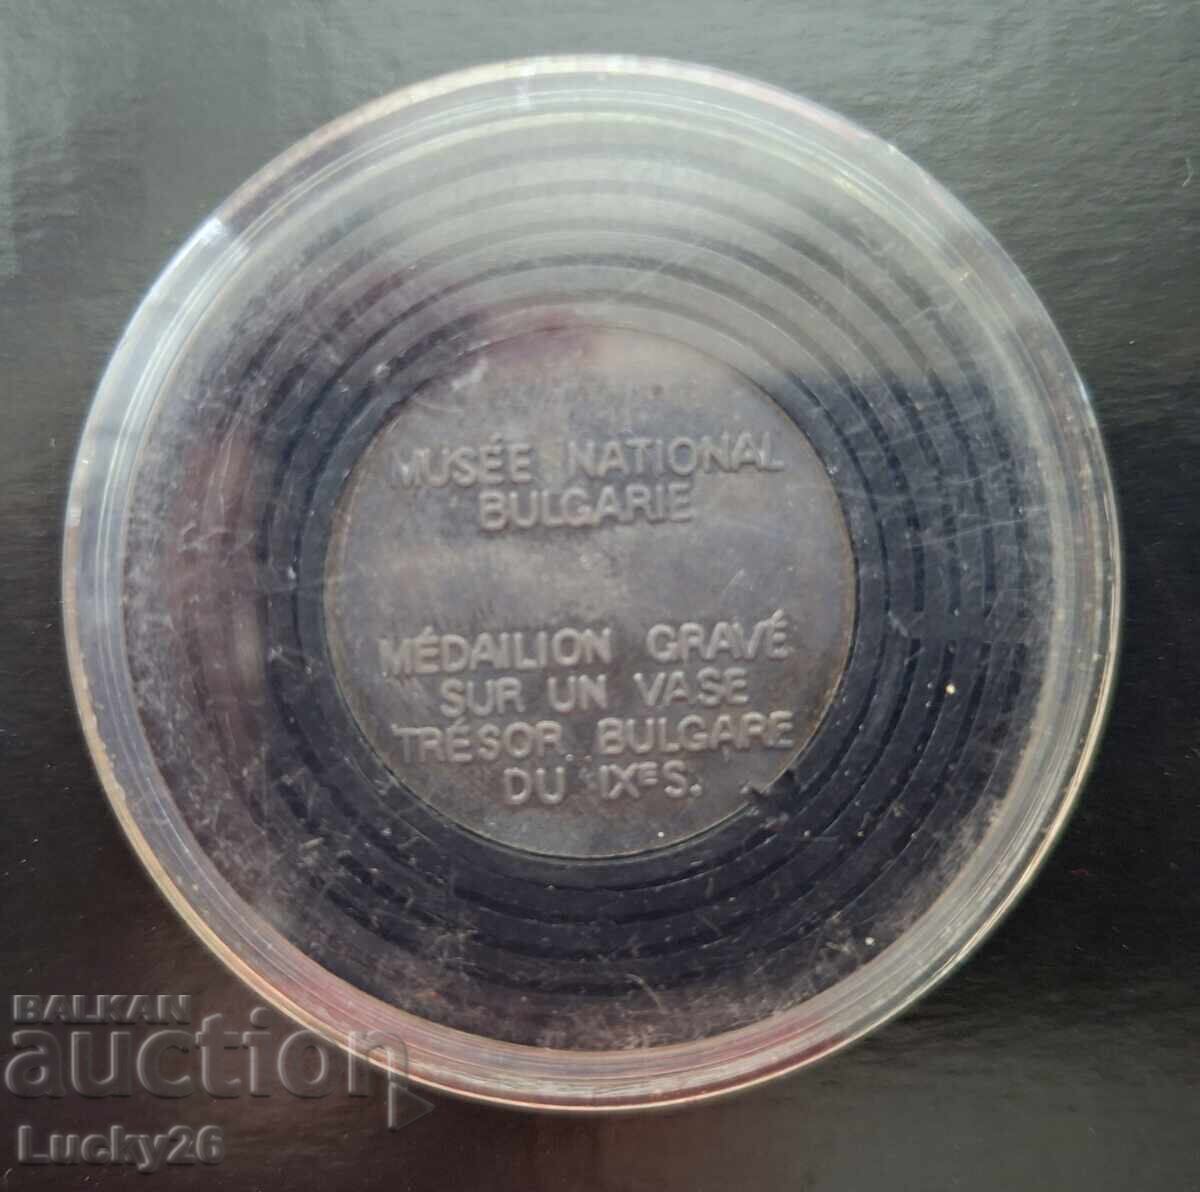 MUSÉE NATIONAL
BULGARIE
MÉDAILION GRAVÉ
SUR UN VASE
TRÉSOR BULGARE
DU IXE S.
BALKAN
auction
Lucky26